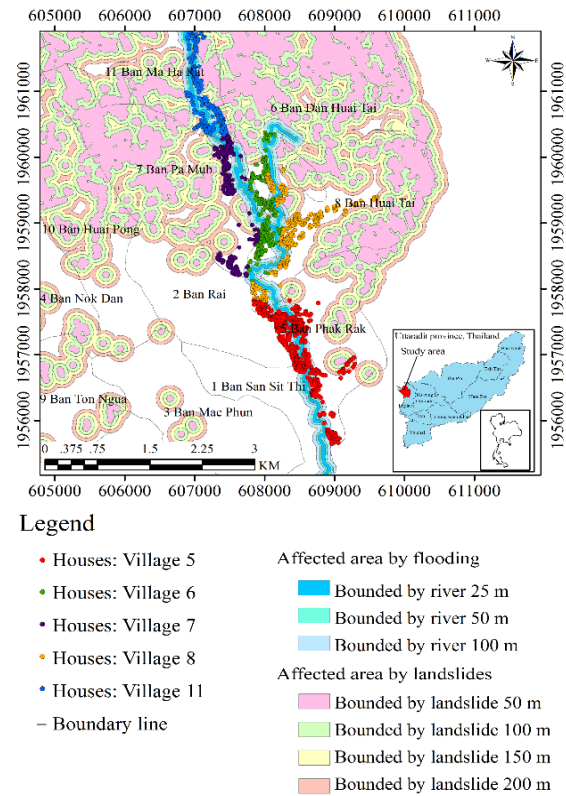 605000 606000 607000 608000 609000 610000 611000
1961000
1960000
1959000
1958000
1957000
1956000
1961000
1960000
1959000
1958000
1957000
1956000
11 Ban Ma Ha Rat
6 Ban Dan Huai Tai
7 Ban Pa Muh
8 Ban Huai Tai
10 Ban Huai Pong
4 Ban Nok Dan
2 Ban Rai
5 Ban Phak Rak
1 Ban San Sit Thi
9 Ban Ton Ngua
3 Ban Mae Phun
Uttaradit province, Thailand
Study area
0 .375 .75 1.5 2.25 3
KM
605000 606000 607000 608000 609000 610000 611000
Legend
Houses: Village 5
Houses: Village 6
Houses: Village 7
Houses: Village 8
Houses: Village 11
Boundary line
Affected area by flooding
Bounded by river 25 m
Bounded by river 50 m
Bounded by river 100 m
Affected area by landslides
Bounded by landslide 50 m
Bounded by landslide 100 m
Bounded by landslide 150 m
Bounded by landslide 200 m